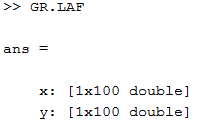 >> GR.LAF
ans =
x: [1x100 double]
y: [1x100 double]